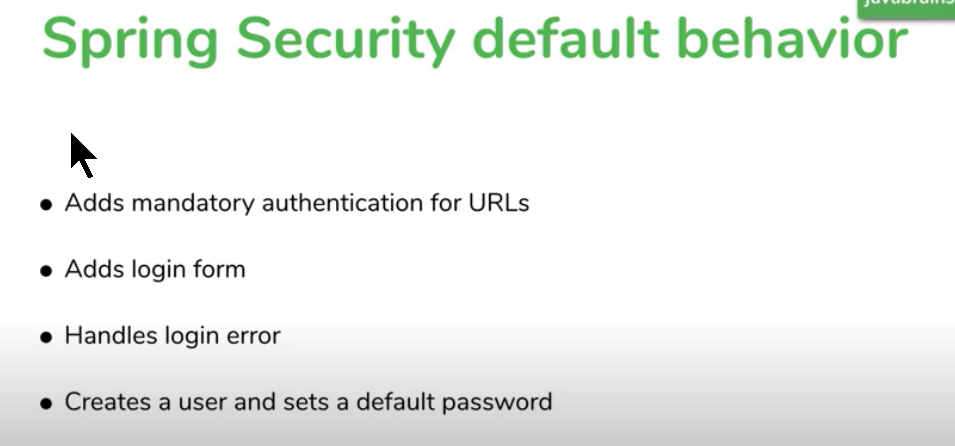 javabrains
Spring Security default behavior
● Adds mandatory authentication for URLs
● Adds login form
● Handles login error
● Creates a user and sets a default password